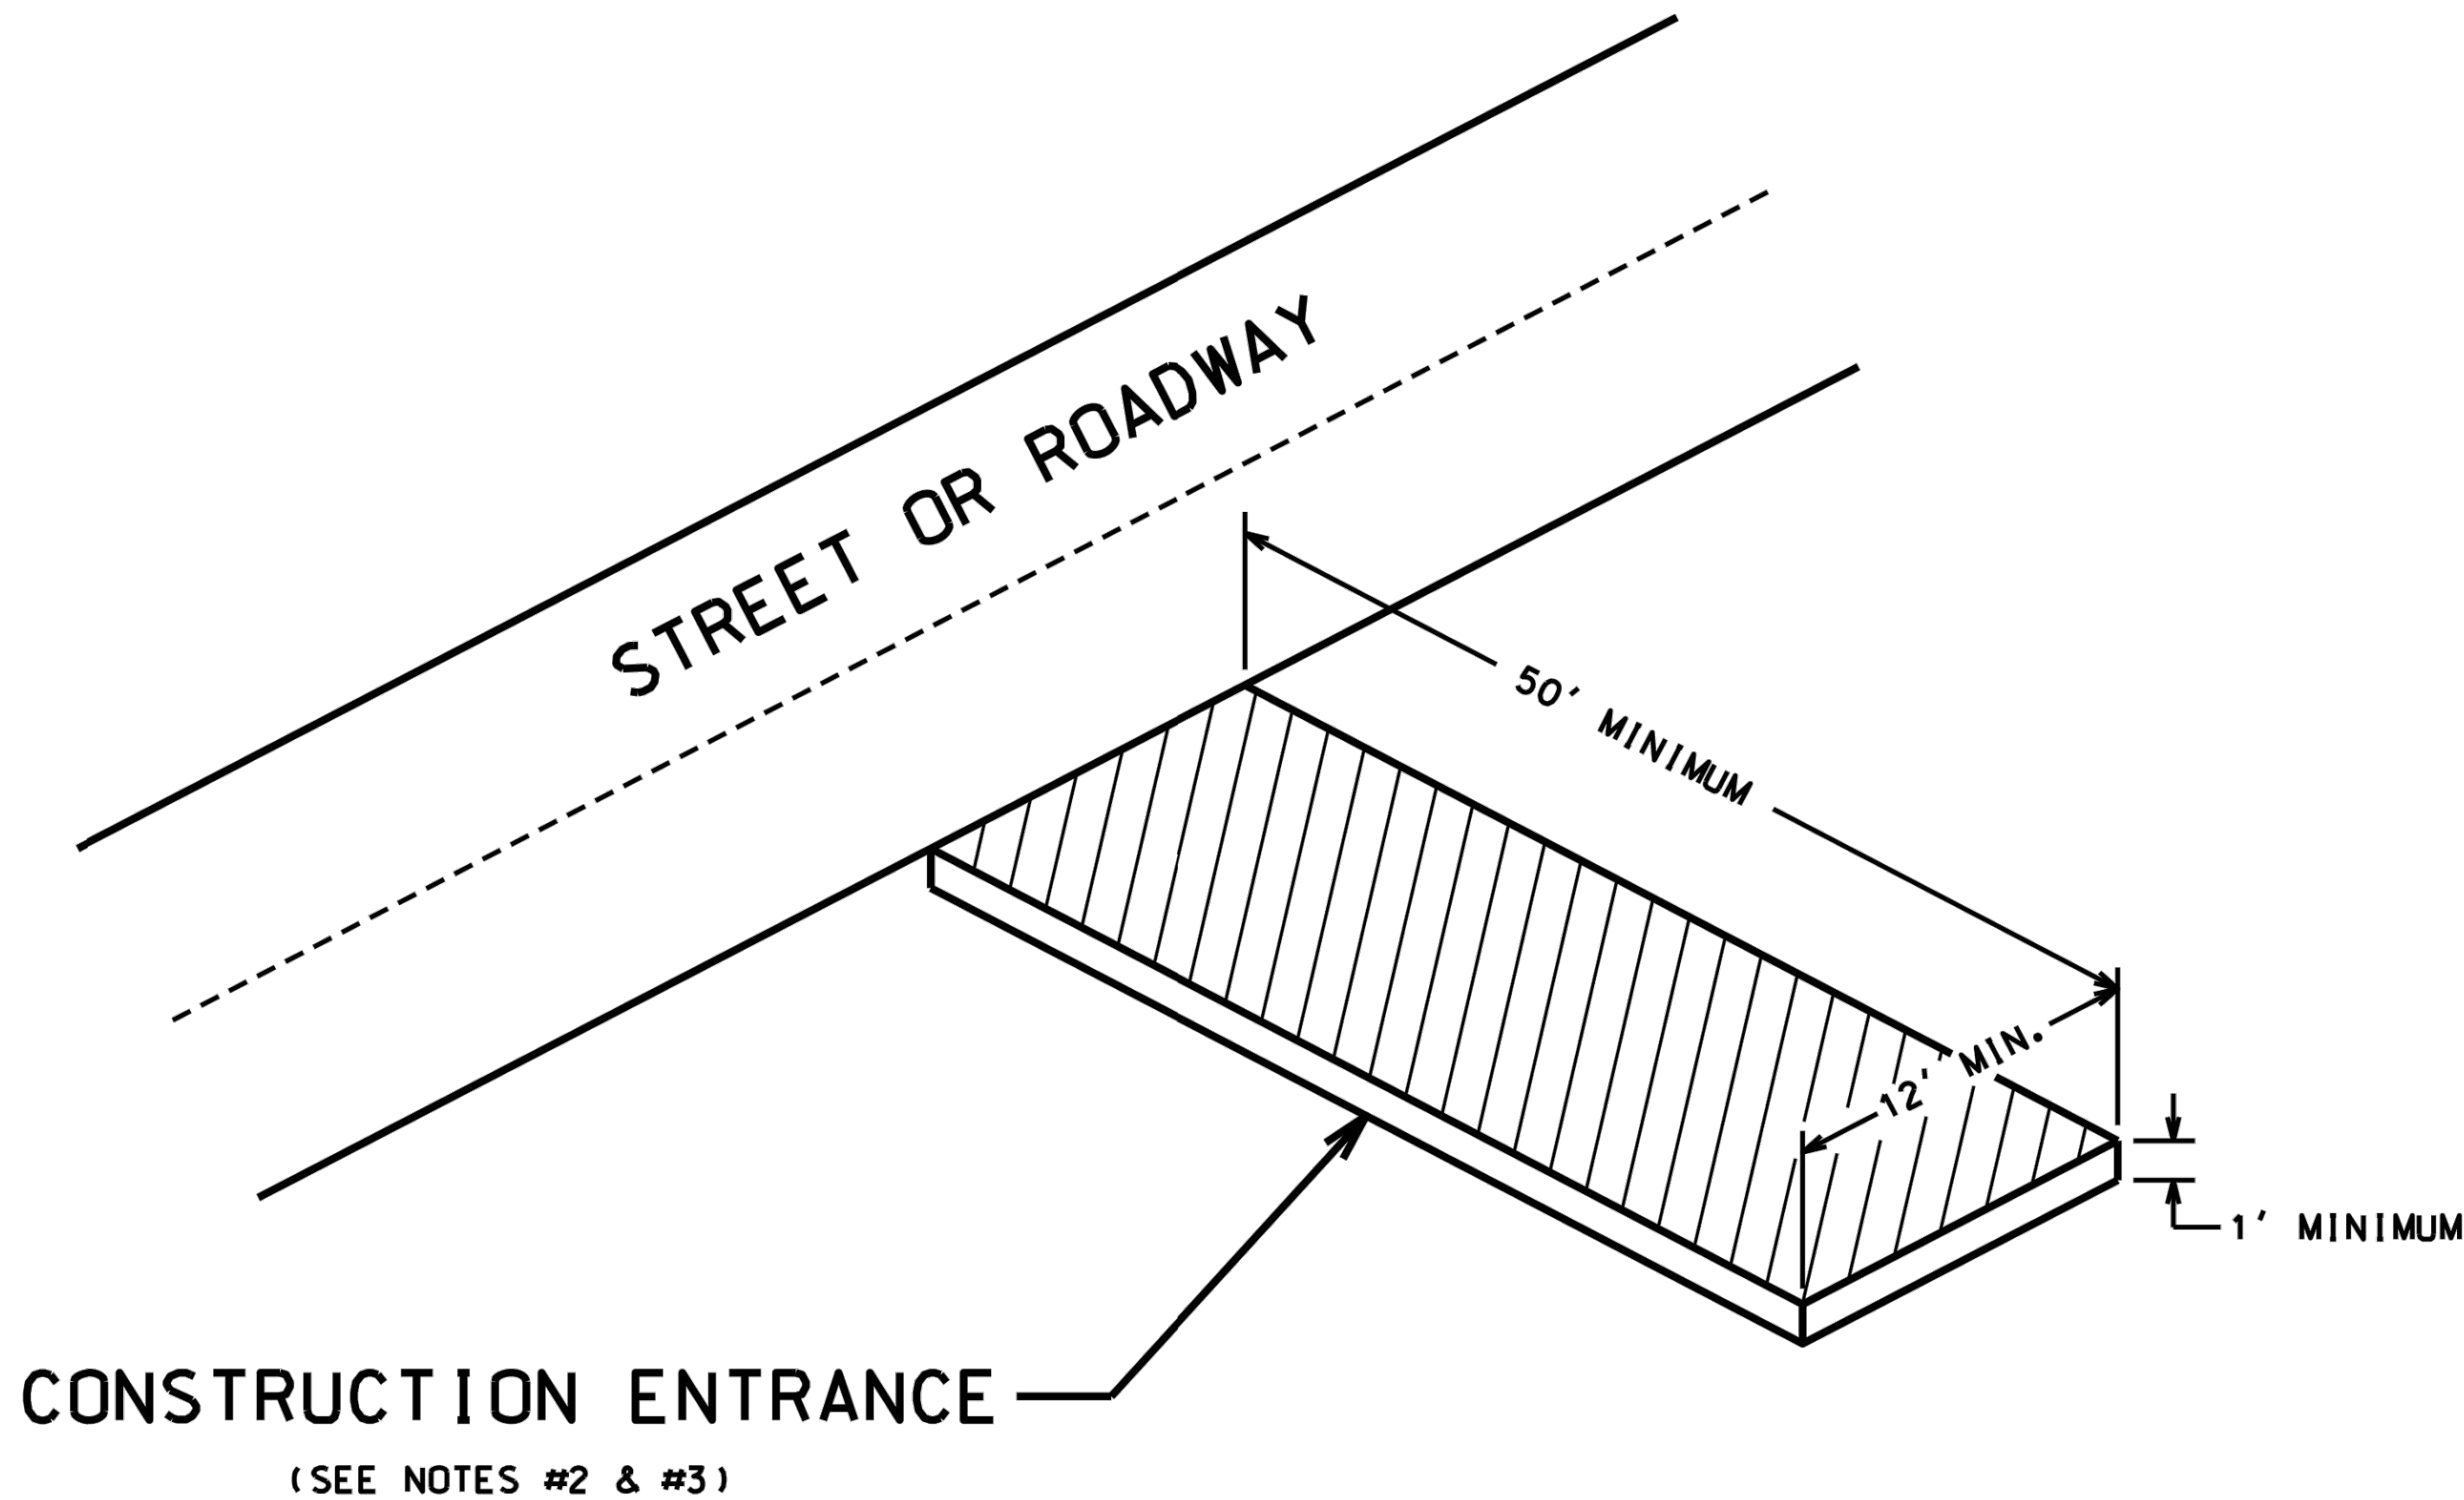 STREET OR ROADWAY
50' MINIMUM
12' MIN.
1' MINIMUM
CONSTRUCTION ENTRANCE
(SEE NOTES #2 & #3)